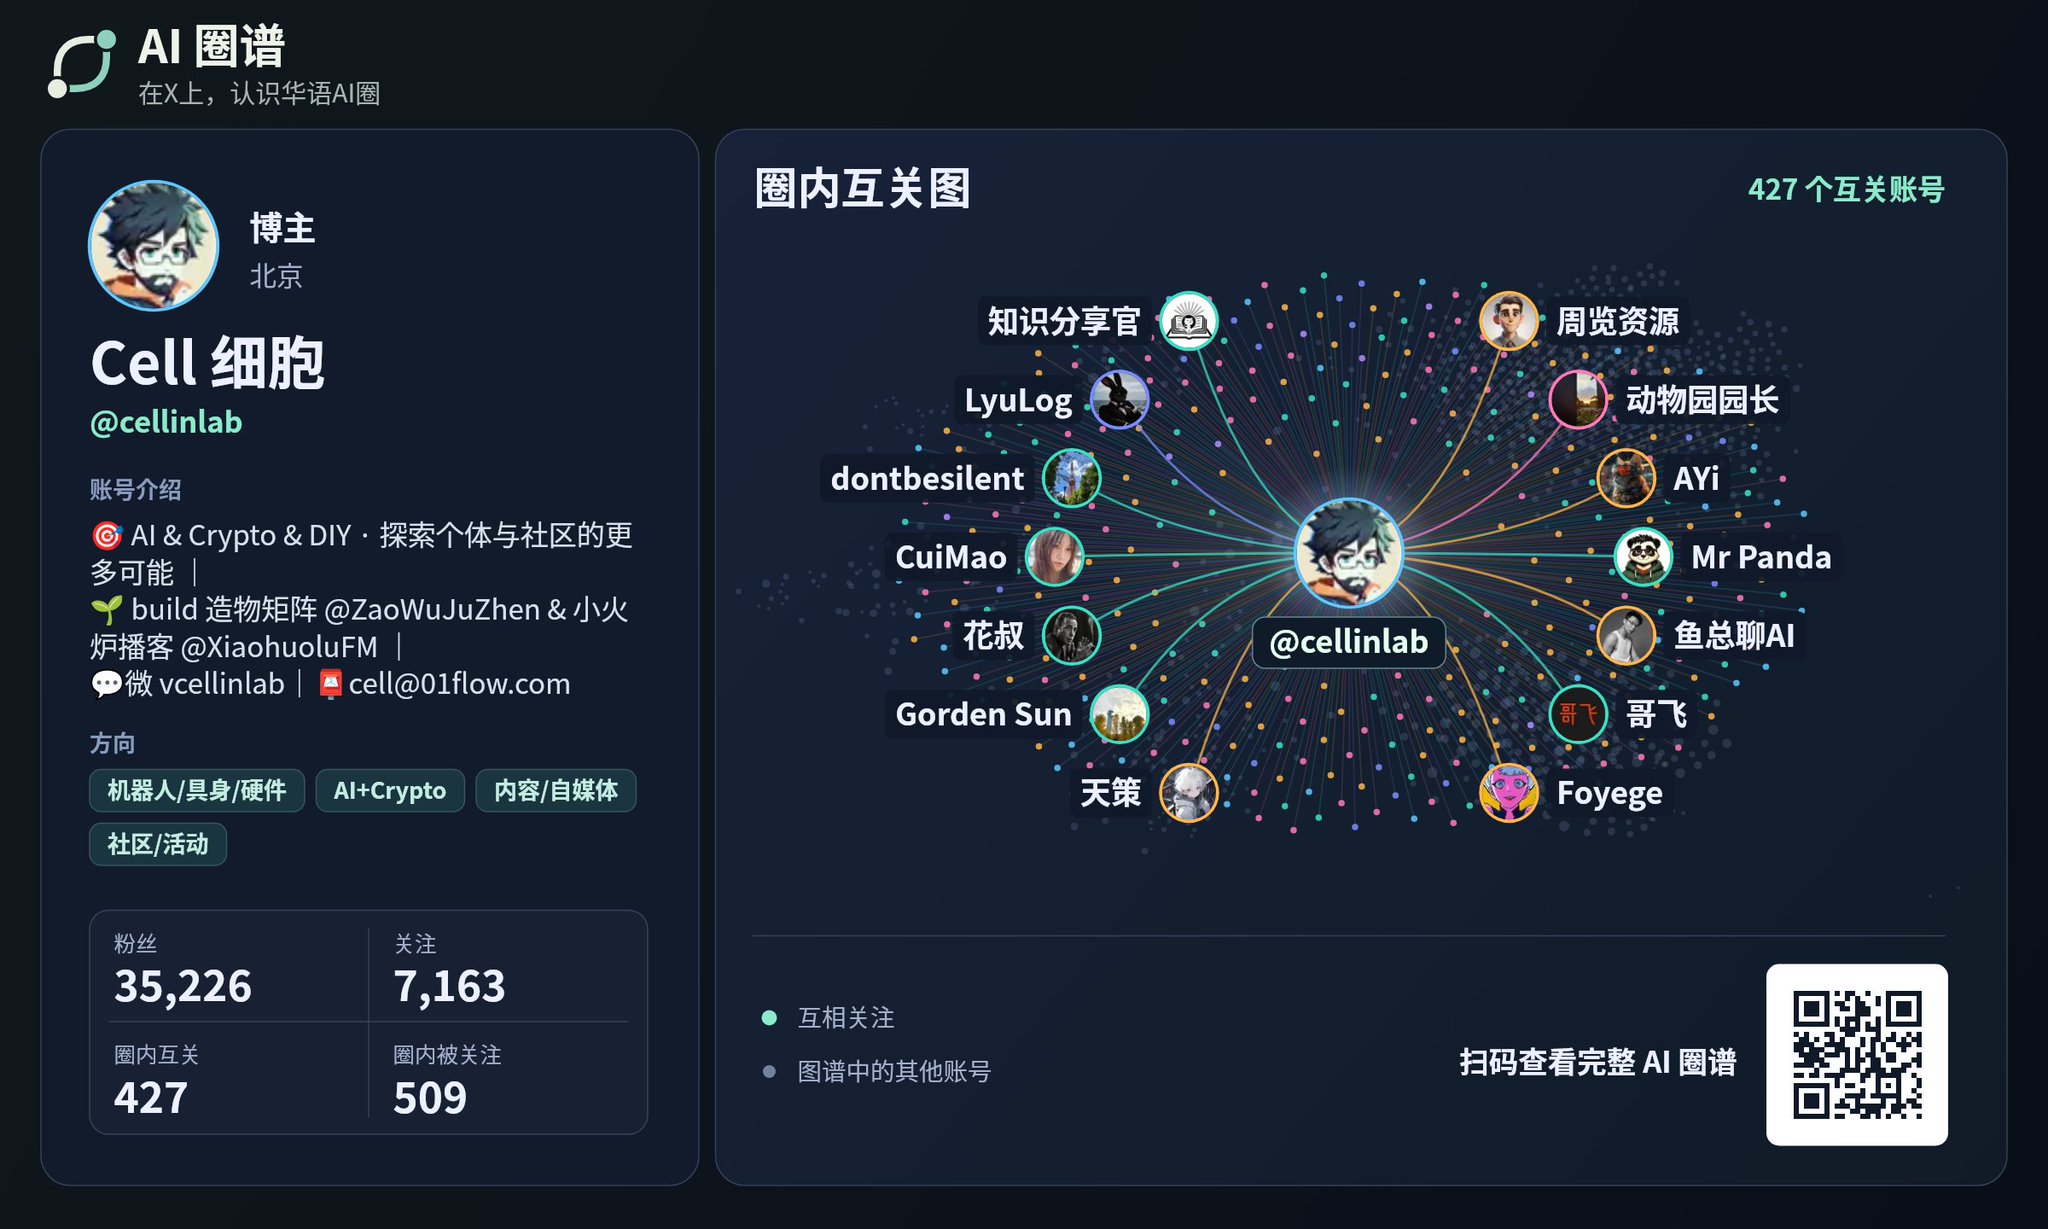 AI 圈谱
在X上，认识华语AI圈
博主
北京
Cell 细胞
@cellinlab
账号介绍
🎯 AI & Crypto & DIY · 探索个体与社区的更
多可能 ｜
🌱 build 造物矩阵 @ZaoWuJuZhen & 小火
炉播客 @XiaohuoluFM ｜
💬微 vcellinlab｜📮cell@01flow.com
方向
机器人/具身/硬件
AI+Crypto
内容/自媒体
社区/活动
粉丝
35,226
关注
7,163
圈内互关
427
圈内被关注
509
圈内互关图
427 个互关账号
知识分享官
周览资源
LyuLog
动物园园长
dontbesilent
AYi
CuiMao
Mr Panda
花叔
鱼总聊AI
@cellinlab
Gorden Sun
哥飞
哥飞
天策
Foyege
互相关注
图谱中的其他账号
扫码查看完整 AI 圈谱